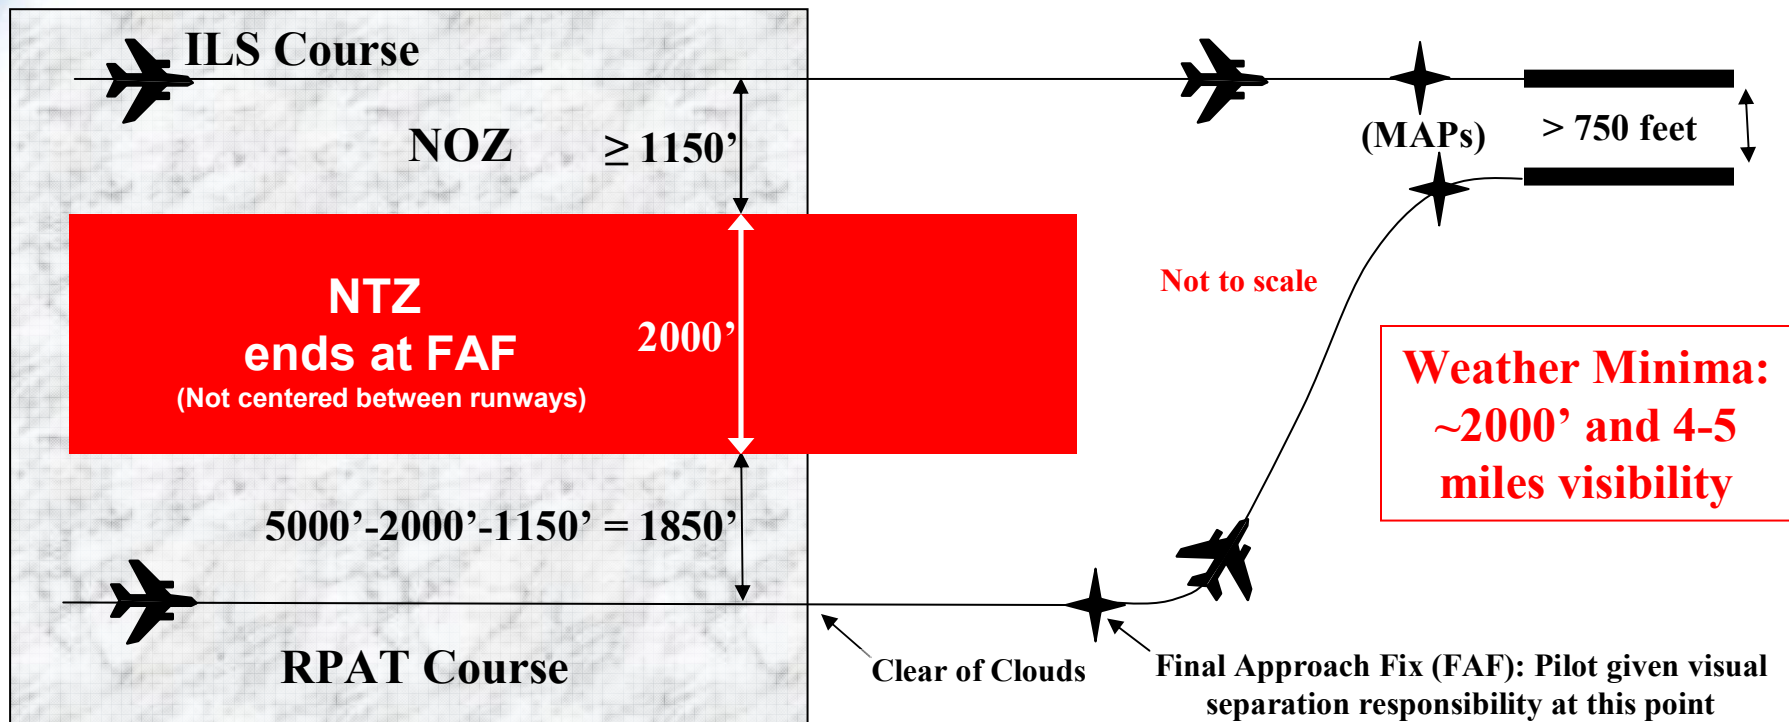 ILS Course
NOZ
≥ 1150’
(MAPs)
> 750 feet
NTZ
ends at FAF
(Not centered between runways)
2000’
Not to scale
Weather Minima:
~2000’ and 4-5
miles visibility
5000’-2000’-1150’ = 1850’
RPAT Course
Clear of Clouds
Final Approach Fix (FAF): Pilot given visual
separation responsibility at this point